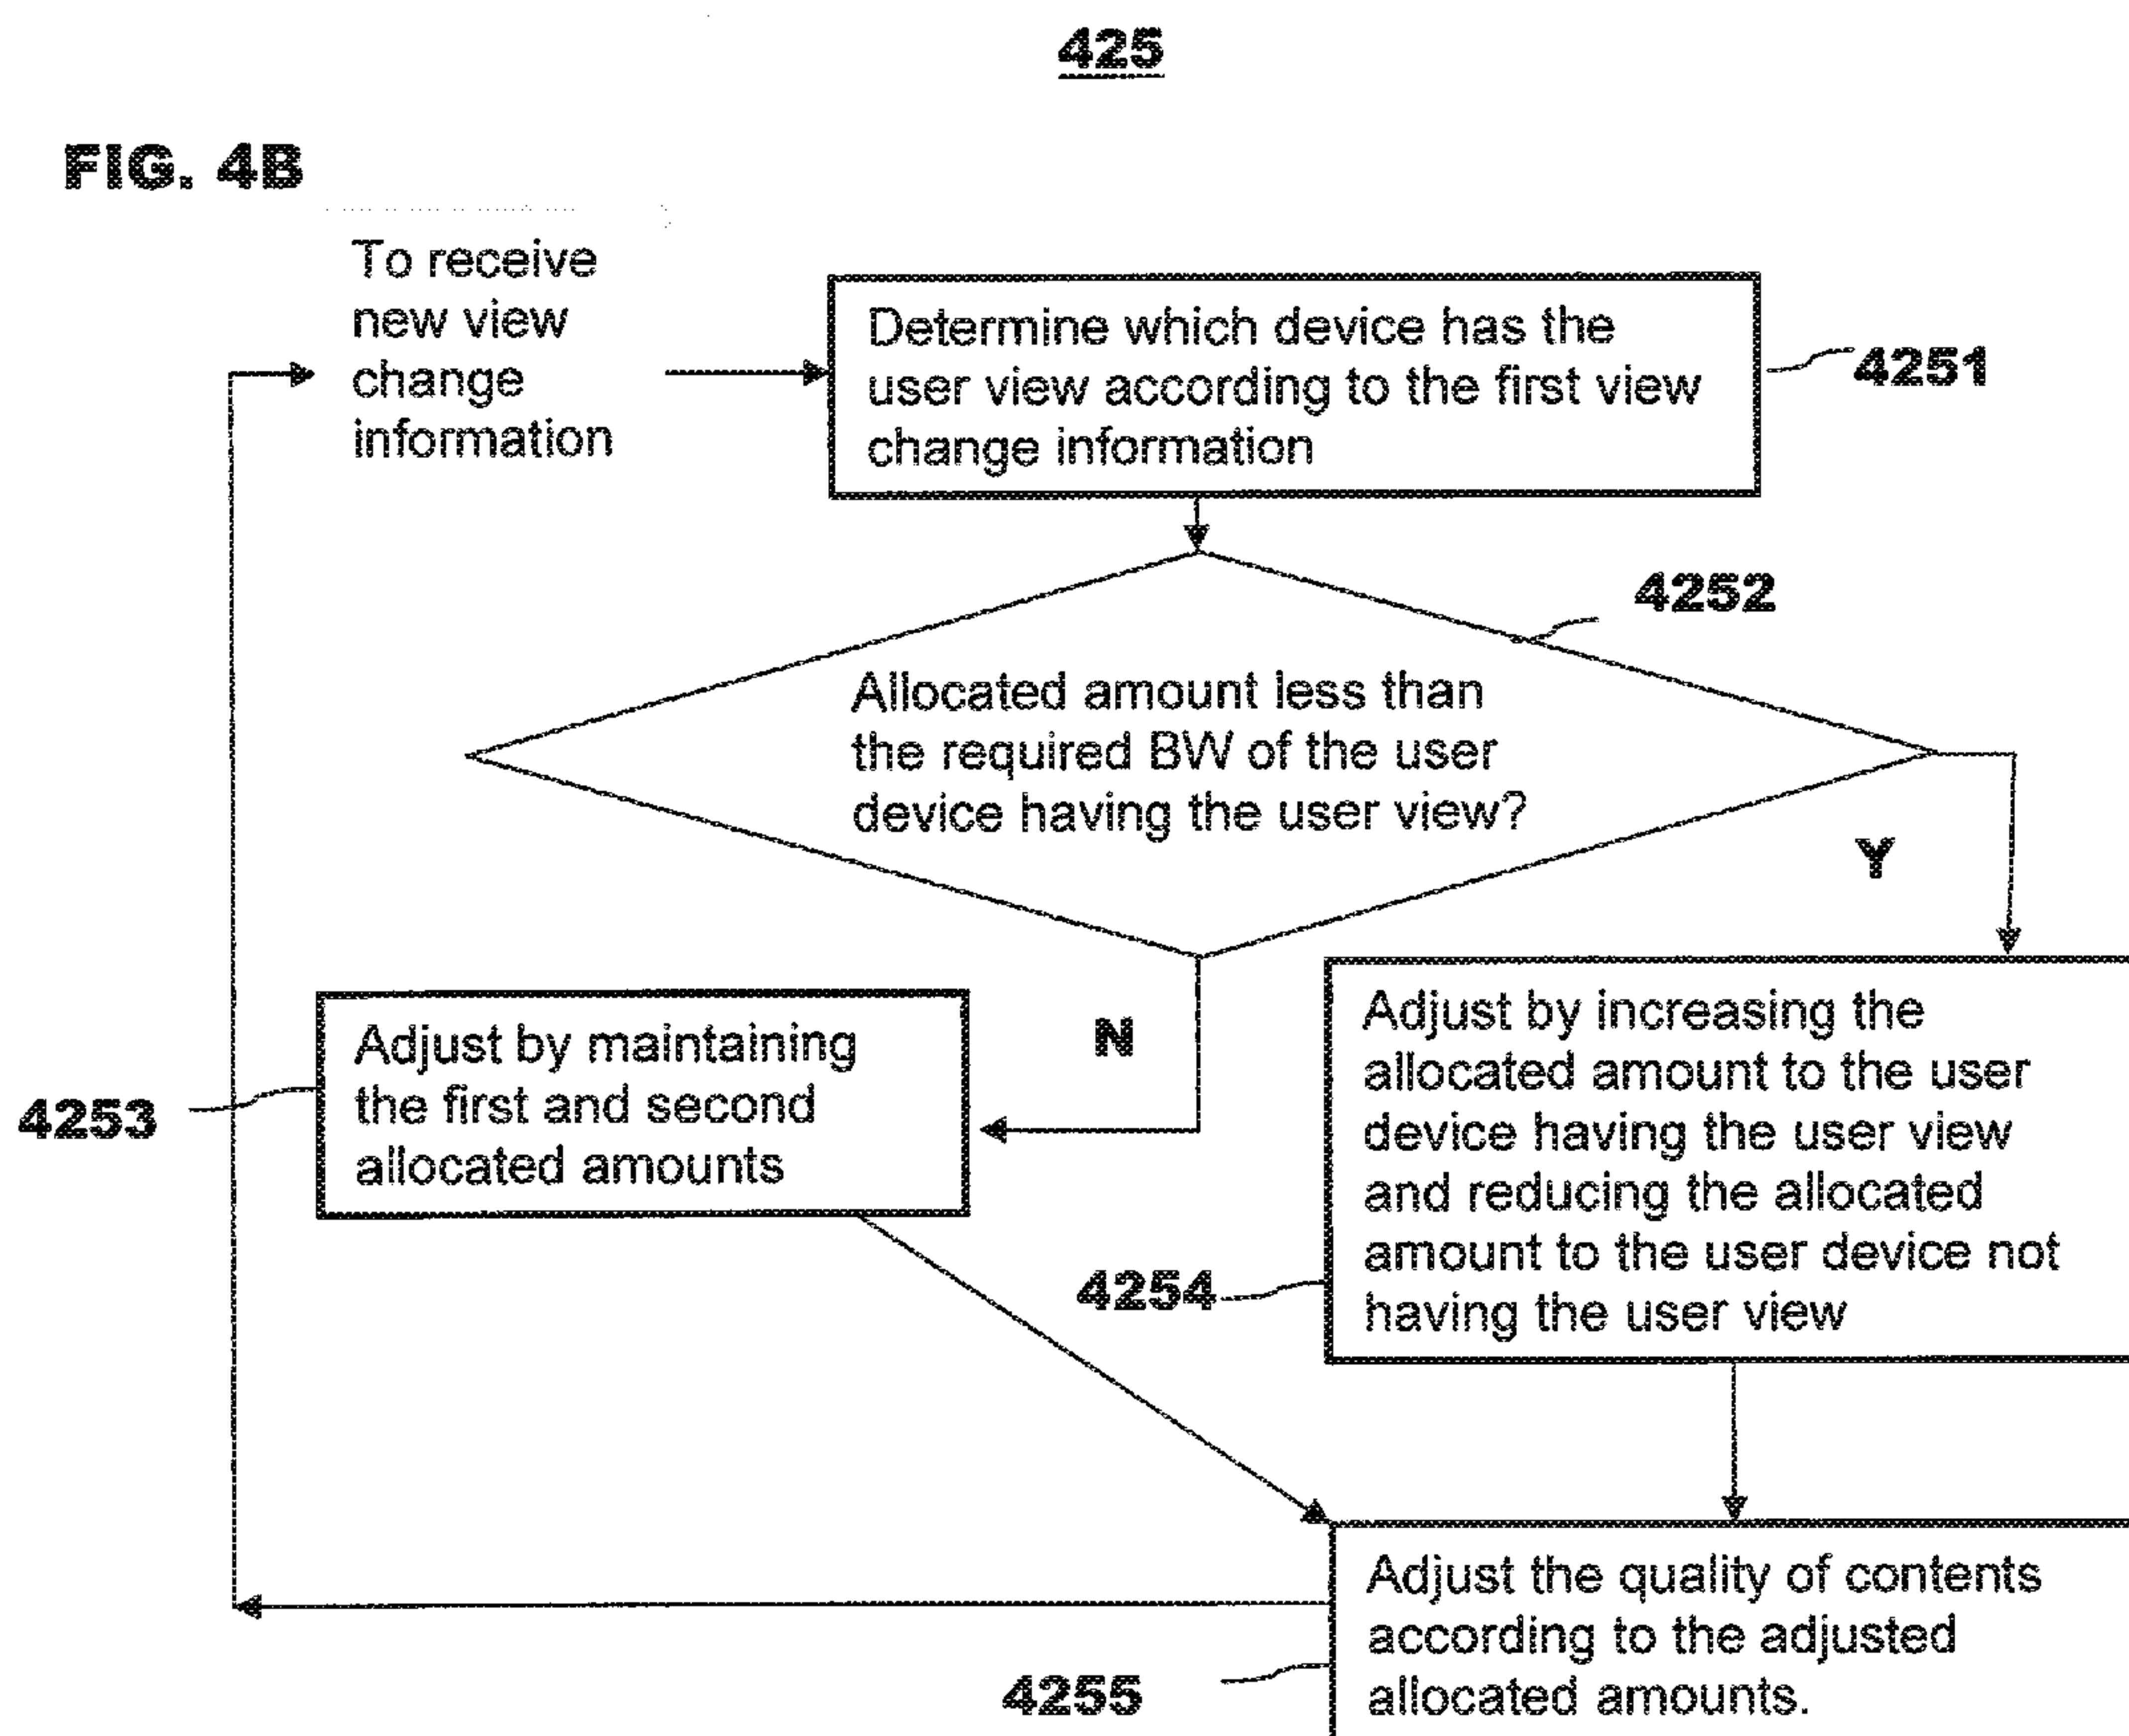 425
FIG. 4B
To receive
new view
change
information
Determine which device has the
user view according to the first view
change information
4251
4252
Allocated amount less than
the required BW of the user
device having the user view?
Y
N
Adjust by maintaining
the first and second
allocated amounts
4253
Adjust by increasing the
allocated amount to the user
device having the user view
and reducing the allocated
amount to the user device not
having the user view
4254
Adjust the quality of contents
according to the adjusted
allocated amounts.
4255